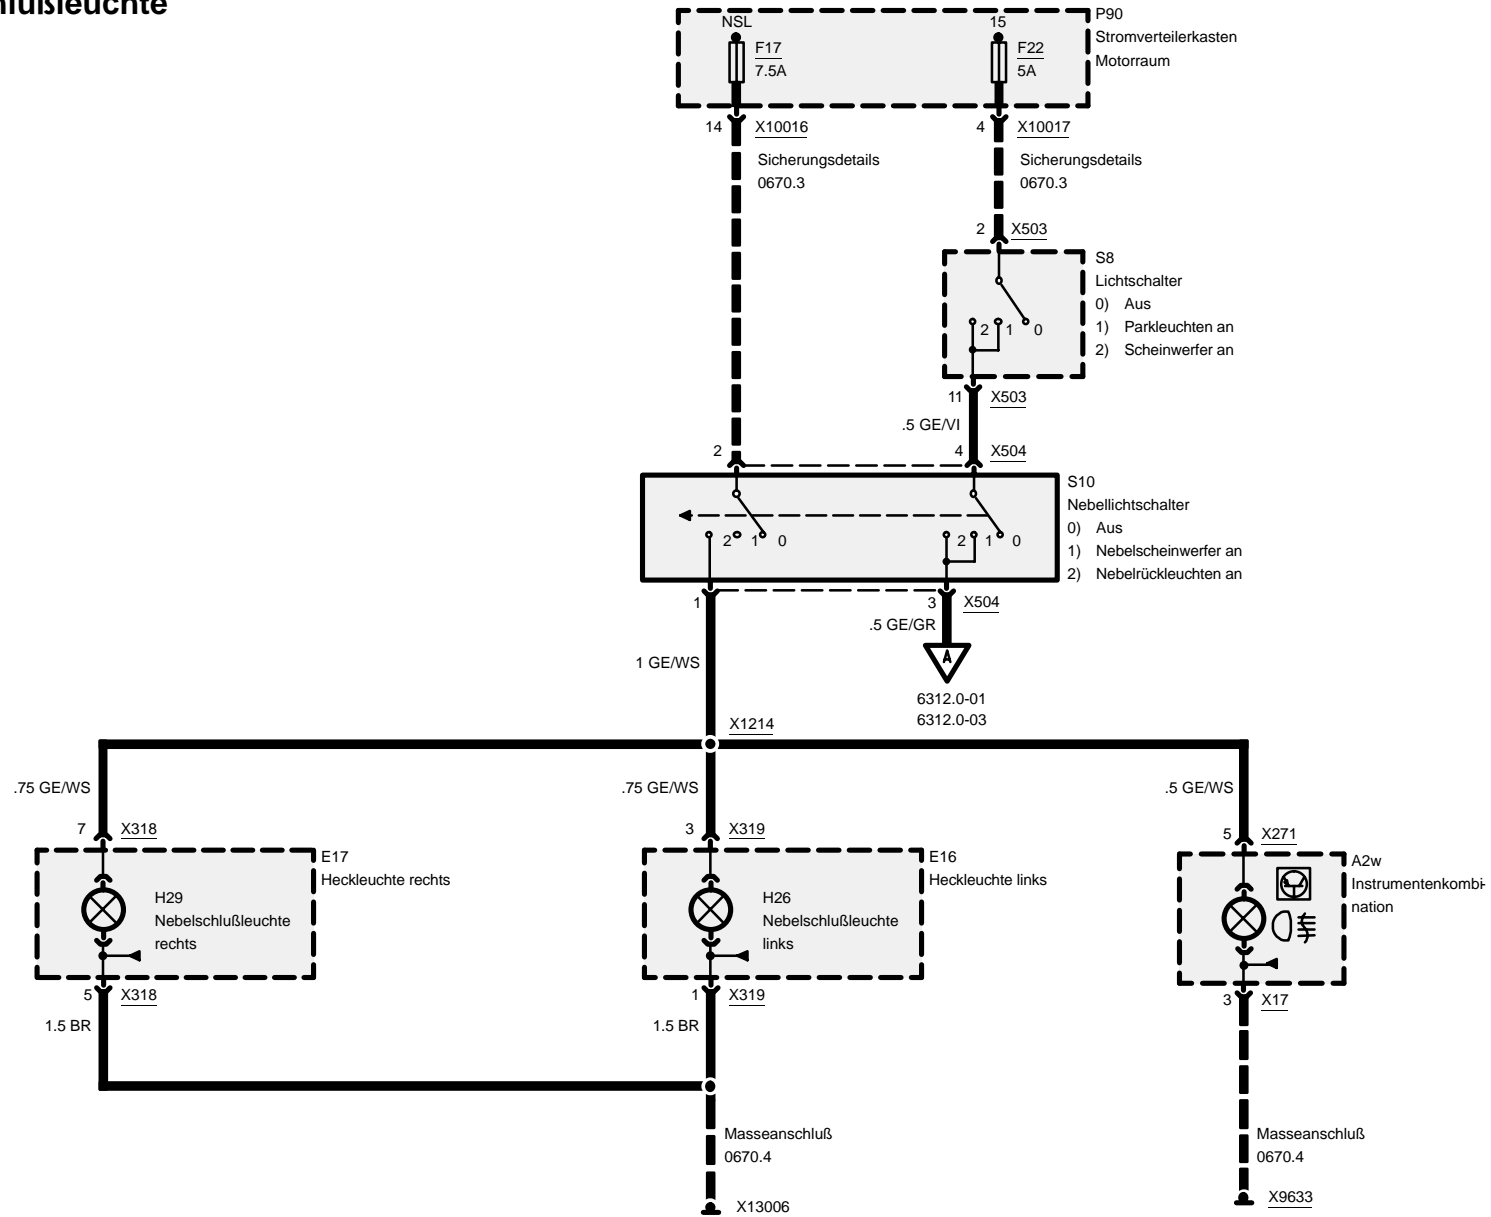 hlußleuchte
P90
Stromverteilerkasten
Motorraum
NSL
F17
7.5A
15
F22
5A
14
X10016
4
X10017
Sicherungsdetails
0670.3
Sicherungsdetails
0670.3
2
X503
S8
Lichtschalter
0) Aus
1) Parkleuchten an
2) Scheinwerfer an
2 1 0
11
X503
.5 GE/VI
2
4
X504
S10
Nebellichtschalter
0) Aus
1) Nebelscheinwerfer an
2) Nebelrückleuchten an
2 1 0
2 1 0
1
3
X504
.5 GE/GR
A
1 GE/WS
6312.0-01
6312.0-03
X1214
.75 GE/WS
.75 GE/WS
.5 GE/WS
7
X318
3
X319
5
X271
E17
Heckleuchte rechts
H29
Nebelschlußleuchte
rechts
E16
Heckleuchte links
H26
Nebelschlußleuchte
links
A2w
Instrumentenkombi-
nation
5
X318
1
X319
3
X17
1.5 BR
1.5 BR
Masseanschluß
0670.4
Masseanschluß
0670.4
X13006
X9633